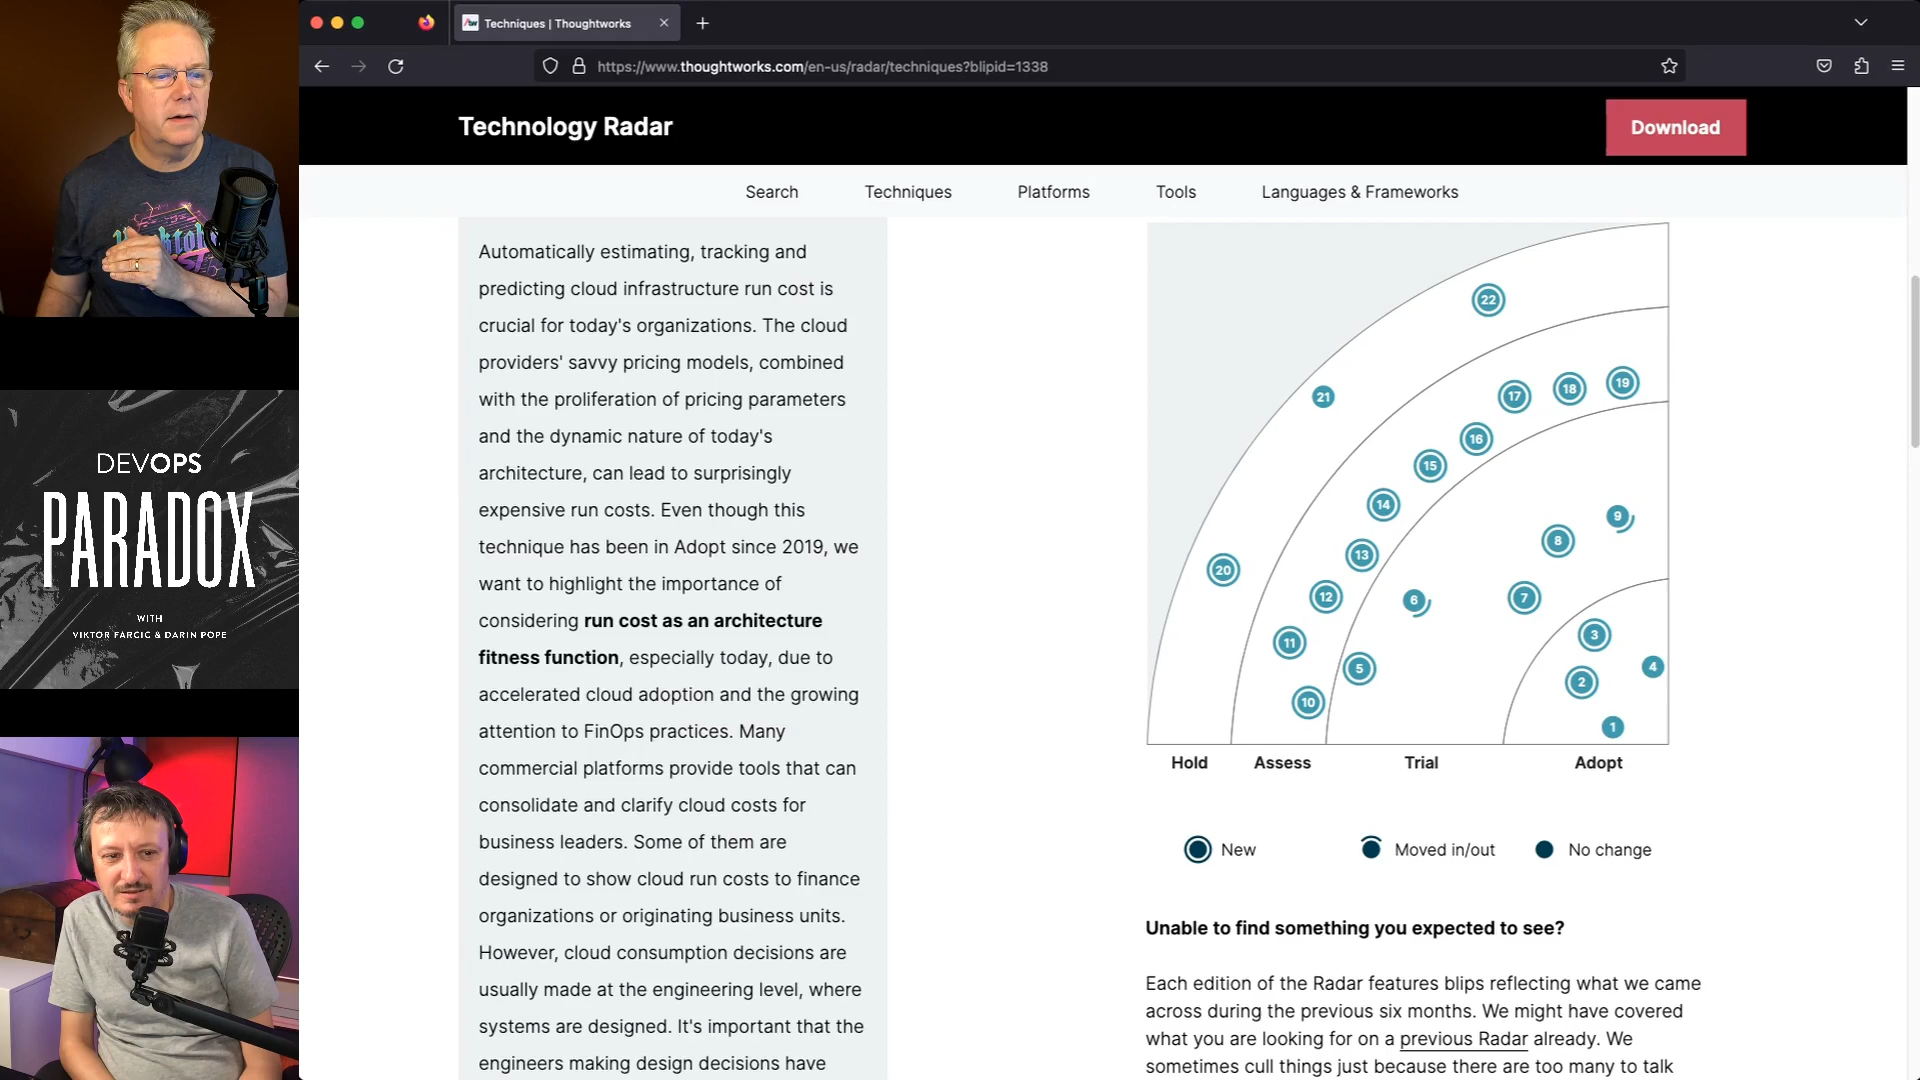 Techniques | Thoughtworks
https://www.thoughtworks.com/en-us/radar/techniques?blipid=1338
Technology Radar
Download
Search
Techniques
Platforms
Tools
Languages & Frameworks
Automatically estimating, tracking and
predicting cloud infrastructure run cost is
crucial for today's organizations. The cloud
providers' savvy pricing models, combined
with the proliferation of pricing parameters
and the dynamic nature of today's
architecture, can lead to surprisingly
expensive run costs. Even though this
technique has been in Adopt since 2019, we
want to highlight the importance of
considering run cost as an architecture
fitness function, especially today, due to
accelerated cloud adoption and the growing
attention to FinOps practices. Many
commercial platforms provide tools that can
consolidate and clarify cloud costs for
business leaders. Some of them are
designed to show cloud run costs to finance
organizations or originating business units.
However, cloud consumption decisions are
usually made at the engineering level, where
systems are designed. It's important that the
engineers making design decisions have
22
21
19
18
17
16
15
14
9
8
13
20
12
6
7
3
11
4
5
2
10
1
Hold
Assess
Trial
Adopt
New
Moved in/out
No change
Unable to find something you expected to see?
Each edition of the Radar features blips reflecting what we came
across during the previous six months. We might have covered
what you are looking for on a previous Radar already. We
sometimes cull things just because there are too many to talk
DEVOPS
PARADOX
WITH
VIKTOR FARCIC & DARIN POPE